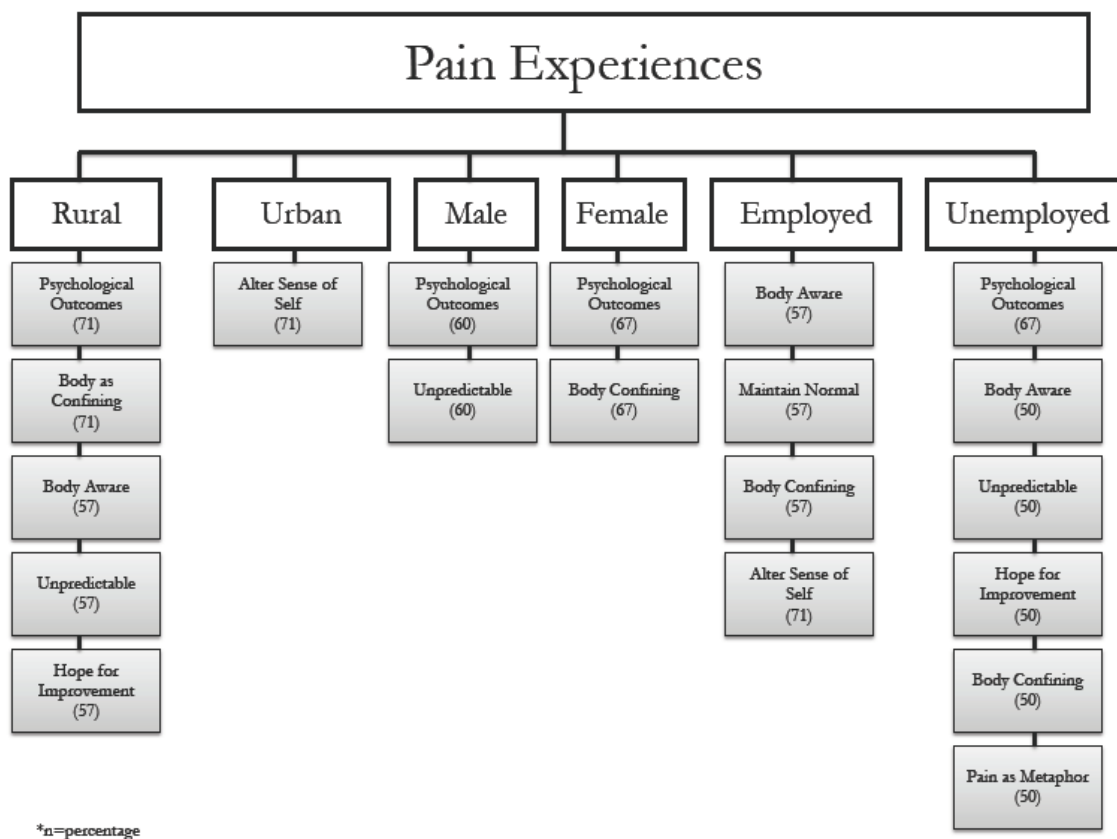 Pain Experiences
Rural
Psychological
Outcomes
(71)
Body as
Confining
(71)
Body Aware
(57)
Unpredictable
(57)
Hope for
Improvement
(57)
Urban
Alter Sense of
Self
(71)
Male
Psychological
Outcomes
(60)
Unpredictable
(60)
Female
Psychological
Outcomes
(67)
Body Confining
(67)
Employed
Body Aware
(57)
Maintain Normal
(57)
Body Confining
(57)
Alter Sense of
Self
(71)
Unemployed
Psychological
Outcomes
(67)
Body Aware
(50)
Unpredictable
(50)
Hope for
Improvement
(50)
Body Confining
(50)
Pain as Metaphor
(50)
*n=percentage